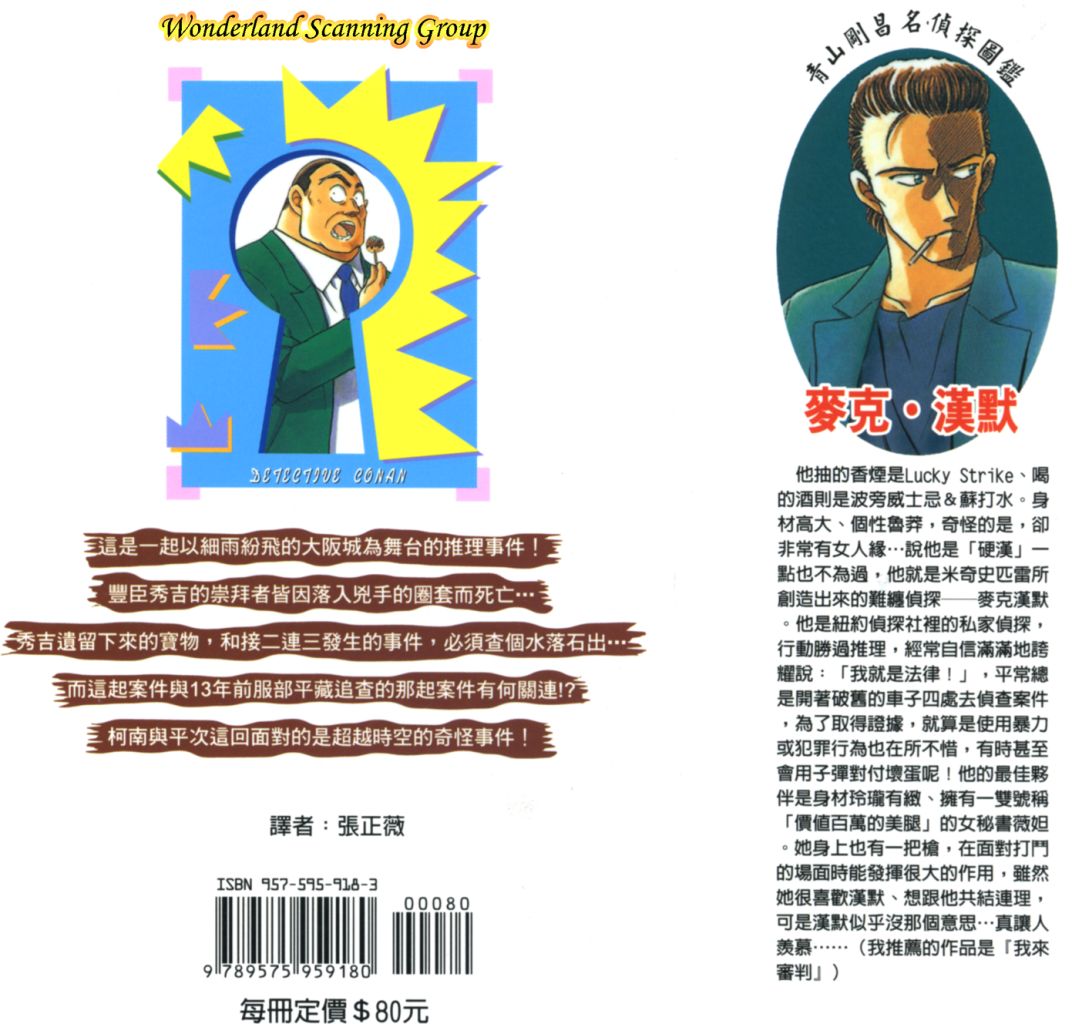 Wonderland Scanning Group
DETECTIVE CONAN
這是一起以細雨紛飛的大阪城為舞台的推理事件！
豐臣秀吉的崇拜者皆因落入兇手的圈套而死亡…
秀吉遺留下來的寶物，和接二連三發生的事件，必須查個水落石出…
而這起案件與13年前服部平藏追查的那起案件有何關連!?
柯南與平次這回面對的是超越時空的奇怪事件！
譯者：張正薇
ISBN 957-595-918-3
00080
9 789575 959180
每冊定價＄80元
青山剛昌名偵探圖鑑
麥克・漢默
他抽的香煙是Lucky Strike、喝
的酒則是波旁威士忌＆蘇打水。身
材高大、個性魯莽，奇怪的是，卻
非常有女人緣…說他是「硬漢」一
點也不為過，他就是米奇史匹雷所
創造出來的難纏偵探──麥克漢默
。他是紐約偵探社裡的私家偵探，
行動勝過推理，經常自信滿滿地誇
耀說：「我就是法律！」，平常總
是開著破舊的車子四處去偵查案件
，為了取得證據，就算是使用暴力
或犯罪行為也在所不惜，有時甚至
會用子彈對付壞蛋呢！他的最佳夥
伴是身材玲瓏有緻、擁有一雙號稱
「價值百萬的美腿」的女秘書薇妲
。她身上也有一把槍，在面對打鬥
的場面時能發揮很大的作用，雖然
她很喜歡漢默、想跟他共結連理，
可是漢默似乎沒那個意思…真讓人
羨慕……（我推薦的作品是『我來
審判』）